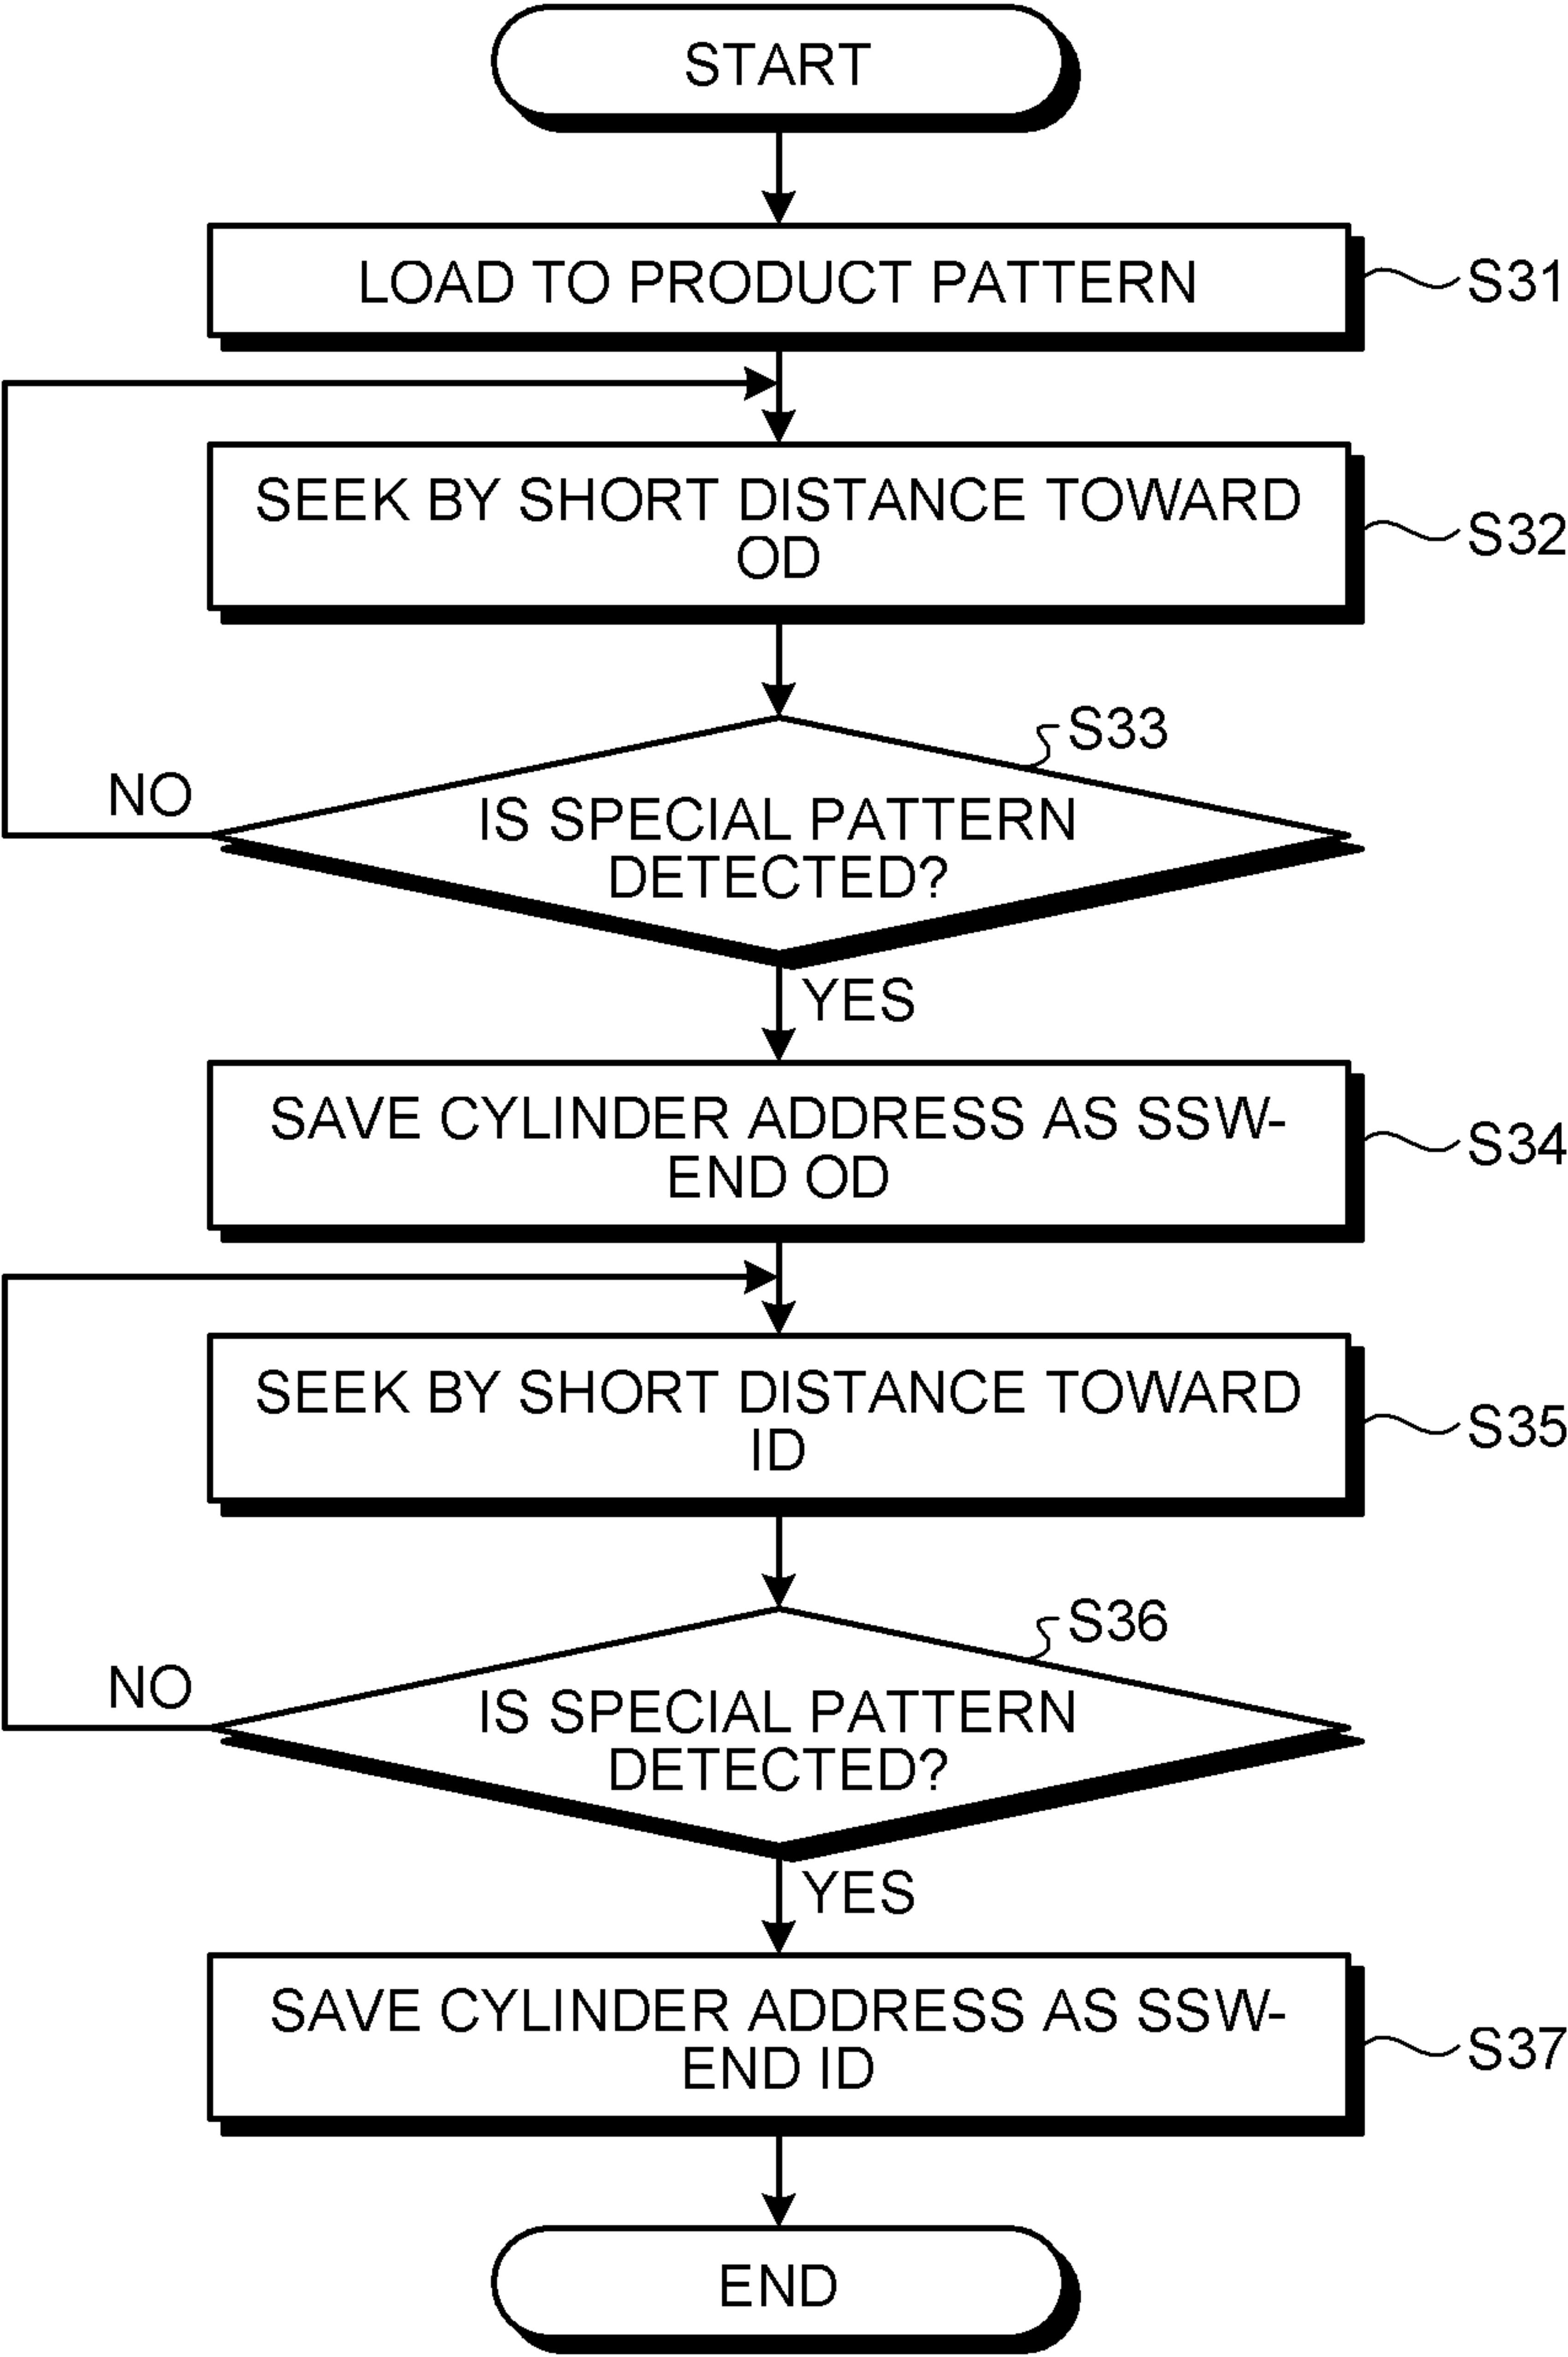 START
LOAD TO PRODUCT PATTERN
S31
SEEK BY SHORT DISTANCE TOWARD
OD
S32
S33
NO
IS SPECIAL PATTERN
DETECTED?
YES
SAVE CYLINDER ADDRESS AS SSW-
END OD
S34
SEEK BY SHORT DISTANCE TOWARD
ID
S35
S36
NO
IS SPECIAL PATTERN
DETECTED?
YES
SAVE CYLINDER ADDRESS AS SSW-
END ID
S37
END